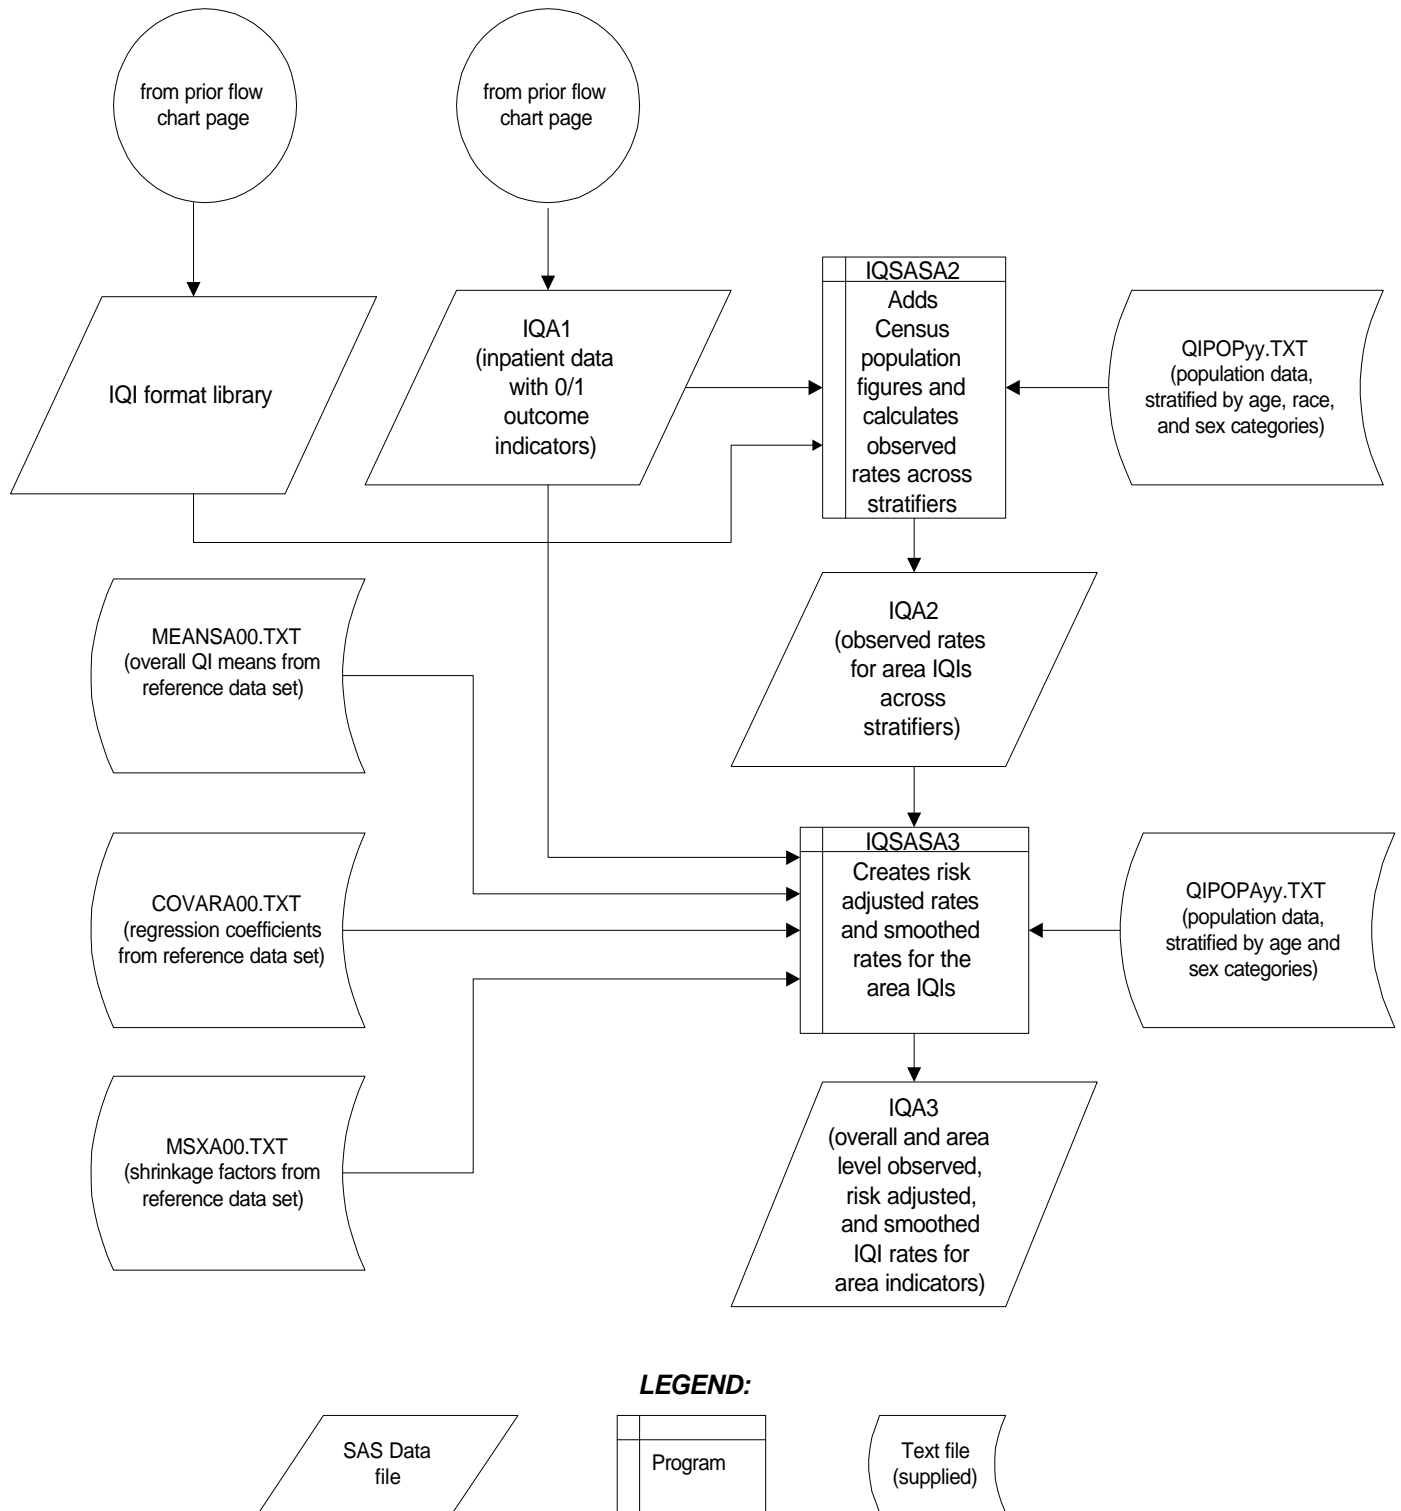 from prior flow
chart page
from prior flow
chart page
IQSASA2
Adds
Census
population
figures and
calculates
observed
rates across
stratifiers
IQI format library
IQA1
(inpatient data
with 0/1
outcome
indicators)
QIPOPyy.TXT
(population data,
stratified by age, race,
and sex categories)
MEANSA00.TXT
(overall QI means from
reference data set)
IQA2
(observed rates
for area IQIs
across
stratifiers)
COVARA00.TXT
(regression coefficients
from reference data set)
IQSASA3
Creates risk
adjusted rates
and smoothed
rates for the
area IQIs
QIPOPAyy.TXT
(population data,
stratified by age and
sex categories)
MSXA00.TXT
(shrinkage factors from
reference data set)
IQA3
(overall and area
level observed,
risk adjusted,
and smoothed
IQI rates for
area indicators)
LEGEND:
SAS Data
file
Program
Text file
(supplied)